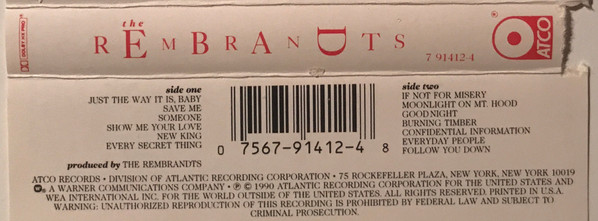 DOLBY HX PRO
the
REMBRANDTS
7 91412-4
ATCO
side one
JUST THE WAY IT IS, BABY
SAVE ME
SOMEONE
SHOW ME YOUR LOVE
NEW KING
EVERY SECRET THING
produced by THE REMBRANDTS
0 7567-91412-4 8
side two
IF NOT FOR MISERY
MOONLIGHT ON MT. HOOD
GOODNIGHT
BURNING TIMBER
CONFIDENTIAL INFORMATION
EVERYDAY PEOPLE
FOLLOW YOU DOWN
ATCO RECORDS • DIVISION OF ATLANTIC RECORDING CORPORATION • 75 ROCKEFELLER PLAZA, NEW YORK, NEW YORK 10019
A WARNER COMMUNICATIONS COMPANY • ℗ © 1990 ATLANTIC RECORDING CORPORATION FOR THE UNITED STATES AND
WEA INTERNATIONAL INC. FOR THE WORLD OUTSIDE OF THE UNITED STATES. ALL RIGHTS RESERVED. PRINTED IN U.S.A.
WARNING: UNAUTHORIZED REPRODUCTION OF THIS RECORDING IS PROHIBITED BY FEDERAL LAW AND SUBJECT TO
CRIMINAL PROSECUTION.